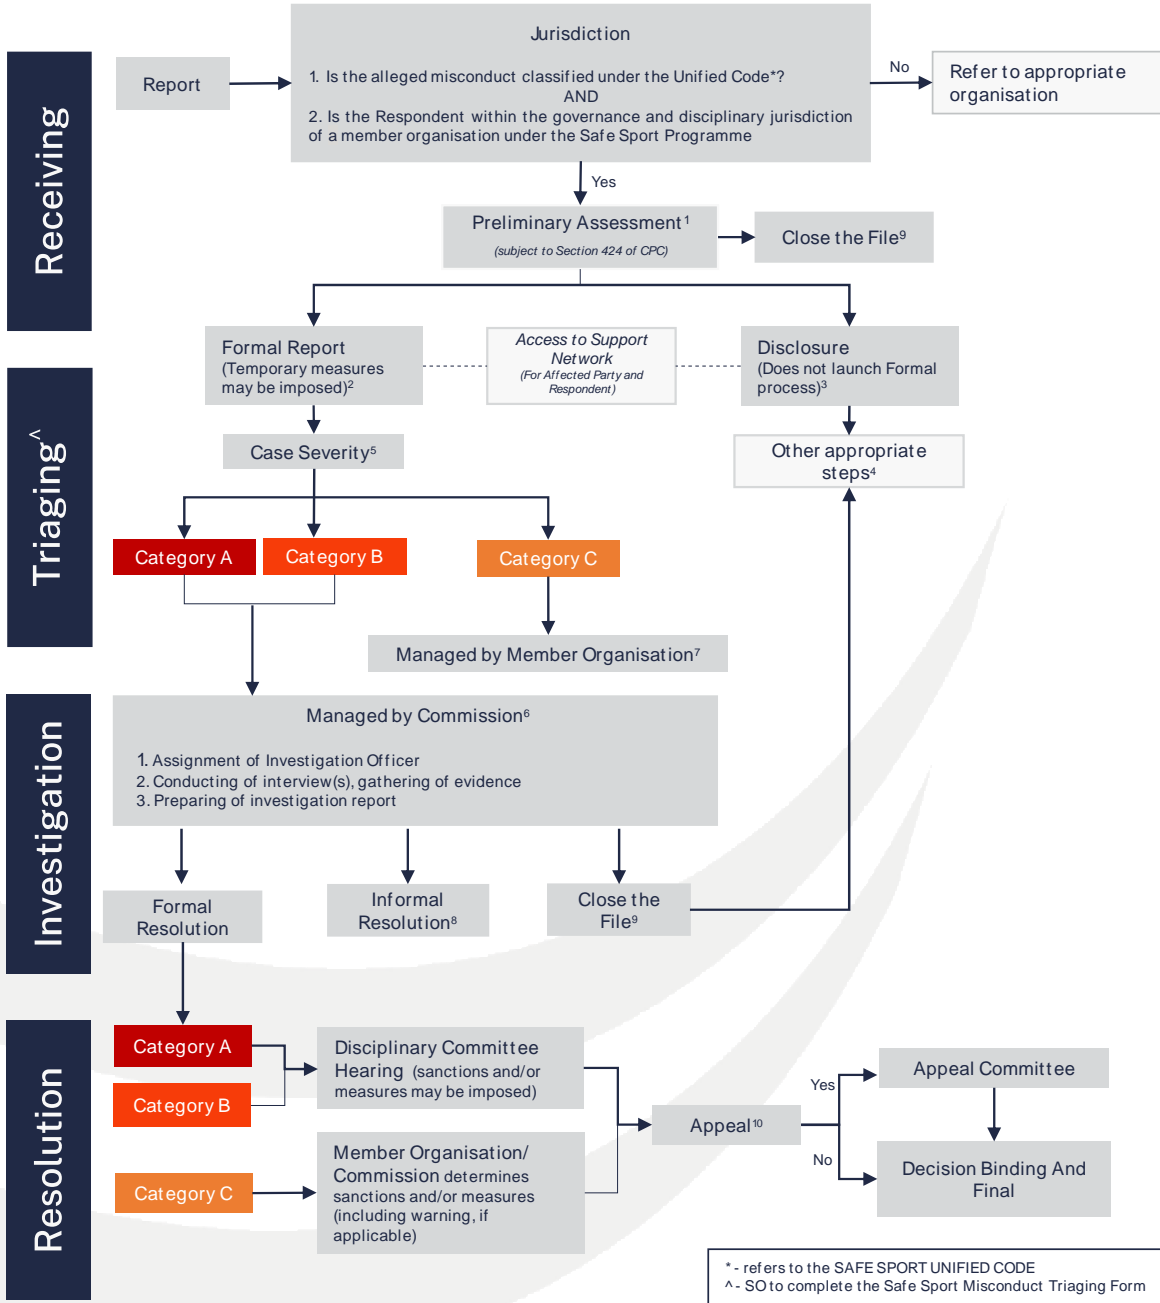 Receiving
Report
Jurisdiction
1. Is the alleged misconduct classified under the Unified Code*?
AND
2. Is the Respondent within the governance and disciplinary jurisdiction
of a member organisation under the Safe Sport Programme
No
Refer to appropriate
organisation
Yes
Preliminary Assessment¹
(subject to Section 424 of CPC)
Close the File⁹
Triaging^
Formal Report
(Temporary measures
may be imposed)²
Access to Support
Network
(For Affected Party and
Respondent)
Disclosure
(Does not launch Formal
process)³
Case Severity⁵
Other appropriate
steps⁴
Category A
Category B
Category C
Managed by Member Organisation⁷
Investigation
Managed by Commission⁶
1. Assignment of Investigation Officer
2. Conducting of interview(s), gathering of evidence
3. Preparing of investigation report
Formal
Resolution
Informal
Resolution⁸
Close the
File⁹
Resolution
Category A
Category B
Category C
Disciplinary Committee
Hearing (sanctions and/or
measures may be imposed)
Member Organisation/
Commission determines
sanctions and/or measures
(including warning, if
applicable)
Appeal¹⁰
Yes
No
Appeal Committee
Decision Binding And
Final
* - refers to the SAFE SPORT UNIFIED CODE
^ - SO to complete the Safe Sport Misconduct Triaging Form